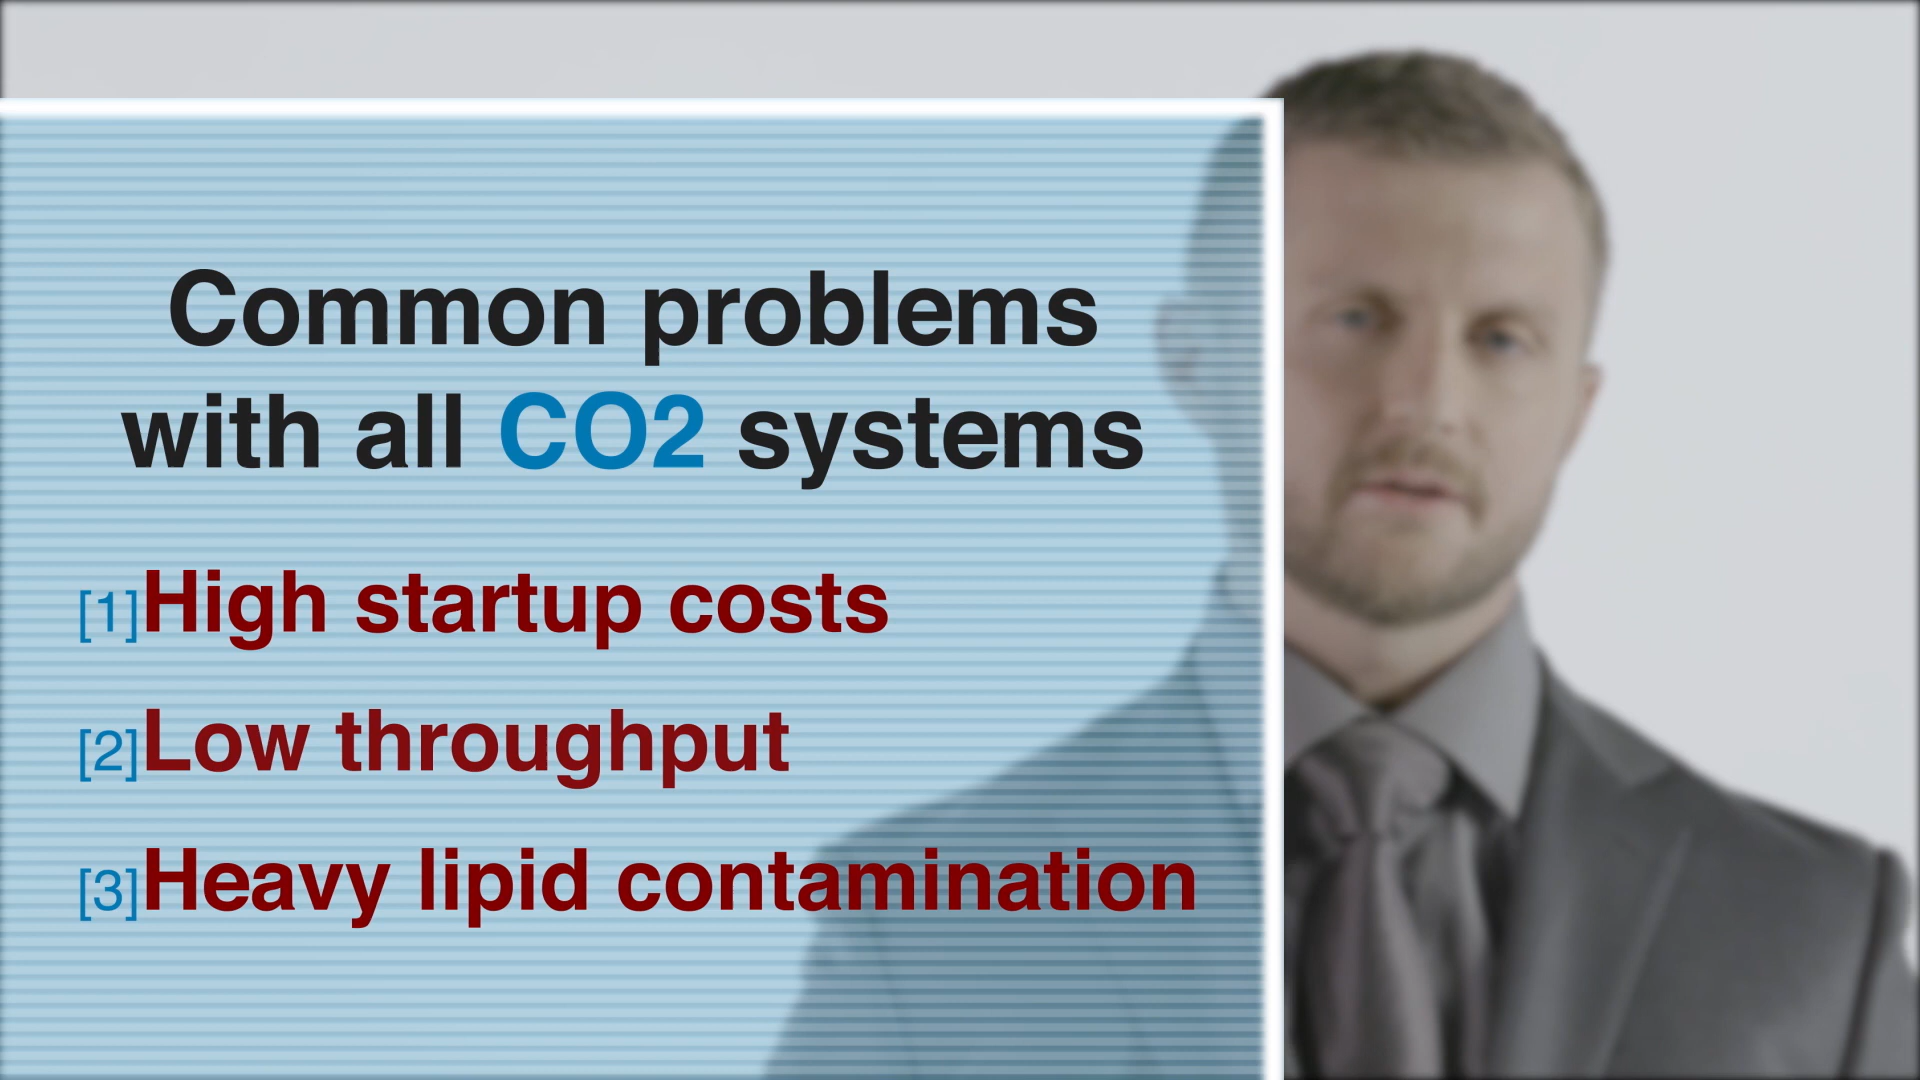 Common problems
with all CO2 systems
[1]High startup costs
[2]Low throughput
[3]Heavy lipid contamination